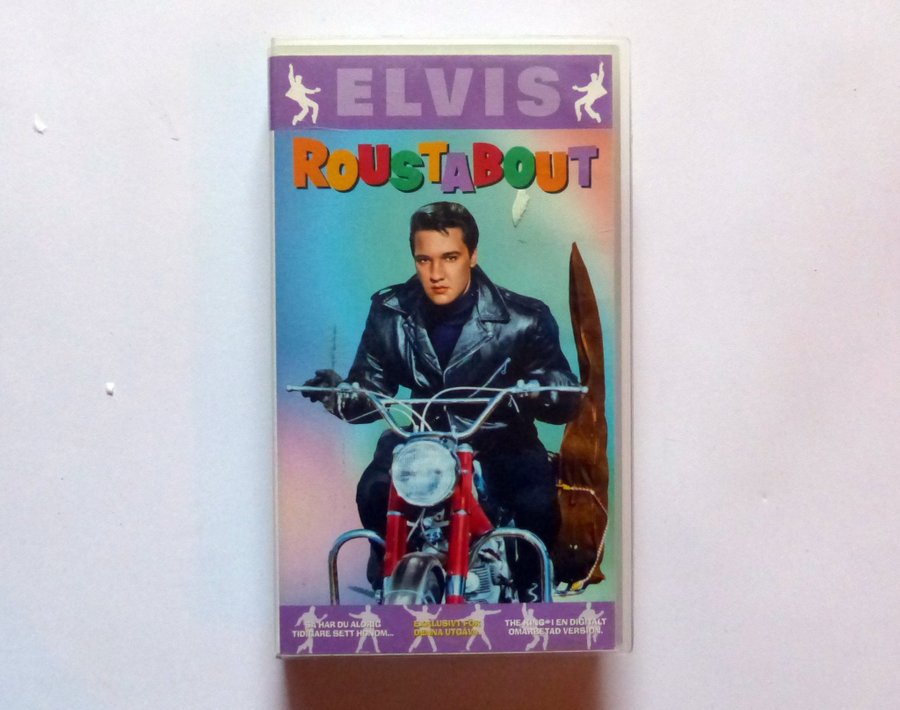 ELVIS
ROUSTABOUT
SÅ HAR DU ALDRIG
TIDIGARE SETT HONOM...
EXKLUSIVT FÖR
DENNA UTGÅVA.
THE KING® I EN DIGITALT
OMARBETAD VERSION.